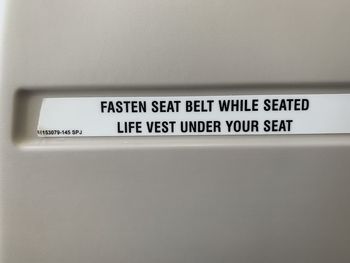 FASTEN SEAT BELT WHILE SEATED
LIFE VEST UNDER YOUR SEAT
153079-145 SPJ